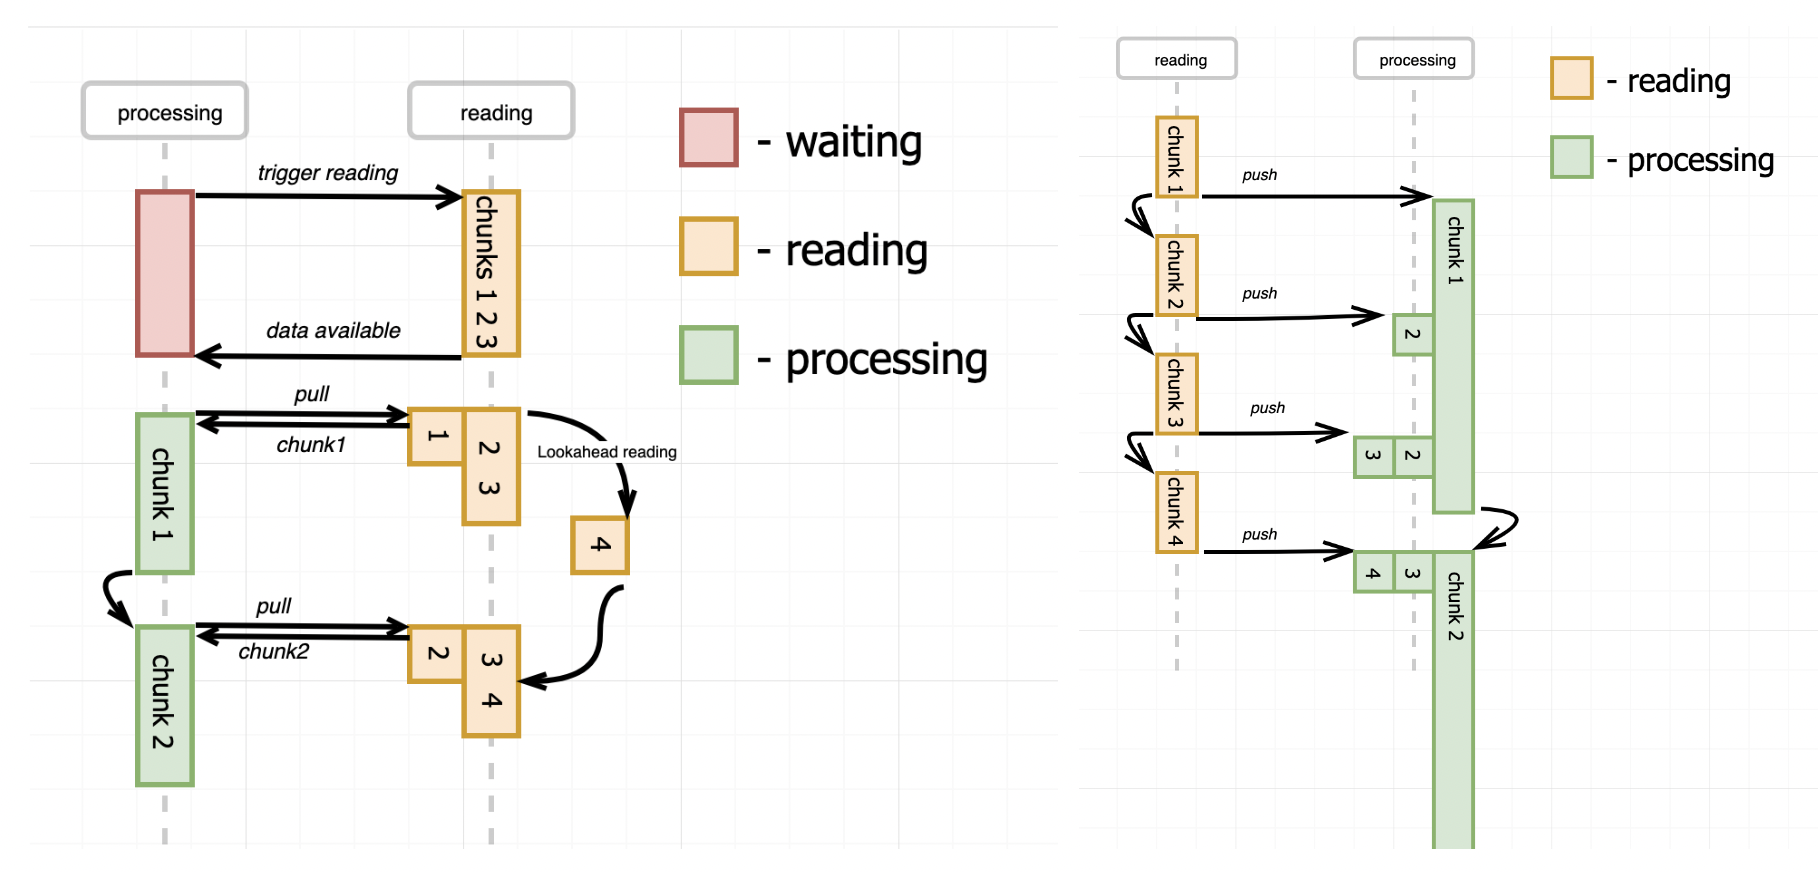 processing
reading
trigger reading
chunks 1 2 3
data available
pull
chunk1
chunk 1
1
2
3
Lookahead reading
4
pull
chunk2
chunk 2
2
3
4
- waiting
- reading
- processing
reading
processing
chunk 1
push
chunk 1
chunk 2
push
2
chunk 3
push
3
2
chunk 4
push
4
3
chunk 2
- reading
- processing